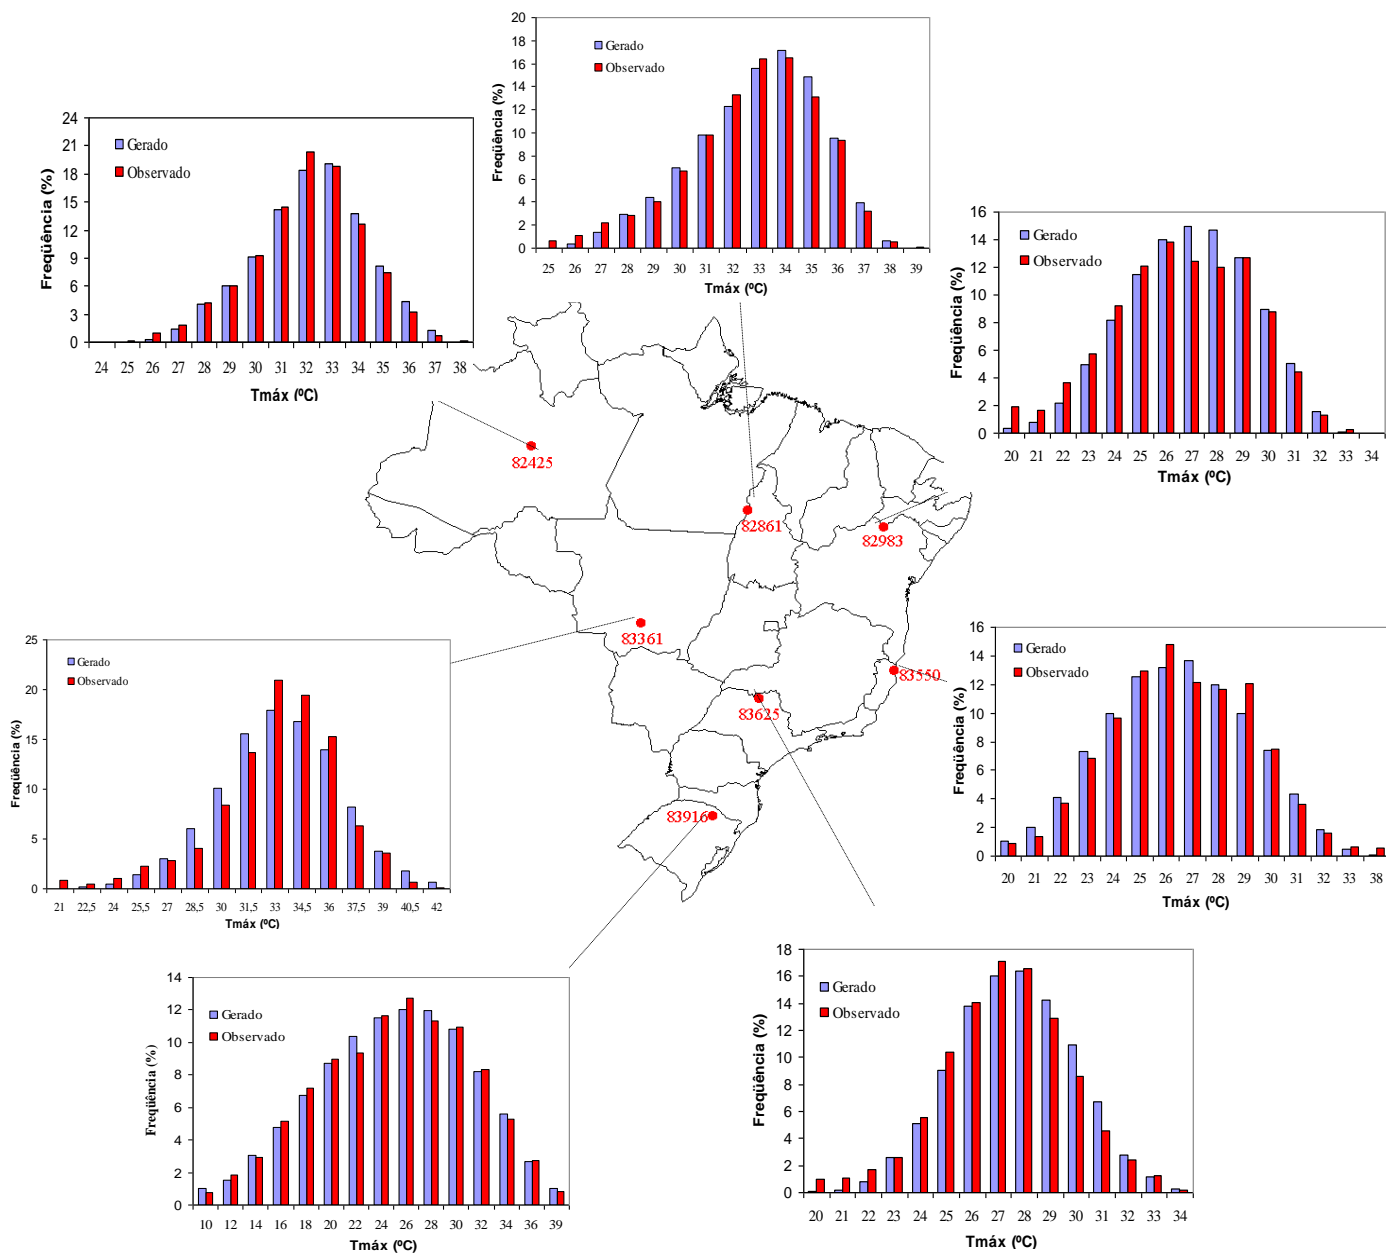 20
18
16
14
12
10
8
6
4
2
0
Freqüência (%)
Gerado
Observado
25 26 27 28 29 30 31 32 33 34 35 36 37 38 39
Tmáx (ºC)
24
21
18
15
12
9
6
3
0
Freqüência (%)
Gerado
Observado
24 25 26 27 28 29 30 31 32 33 34 35 36 37 38
Tmáx (ºC)
16
14
12
10
8
6
4
2
0
Freqüência (%)
Gerado
Observado
20 21 22 23 24 25 26 27 28 29 30 31 32 33 34
Tmáx (ºC)
82425
82861
82983
83361
83550
83625
83916
25
20
15
10
5
0
Freqüência (%)
Gerado
Observado
21 22,5 24 25,5 27 28,5 30 31,5 33 34,5 36 37,5 39 40,5 42
Tmáx (ºC)
16
14
12
10
8
6
4
2
0
Freqüência (%)
Gerado
Observado
20 21 22 23 24 25 26 27 28 29 30 31 32 33 38
Tmáx (ºC)
14
12
10
8
6
4
2
0
Freqüência (%)
Gerado
Observado
10 12 14 16 18 20 22 24 26 28 30 32 34 36 39
Tmáx (ºC)
18
16
14
12
10
8
6
4
2
0
Freqüência (%)
Gerado
Observado
20 21 22 23 24 25 26 27 28 29 30 31 32 33 34
Tmáx (ºC)